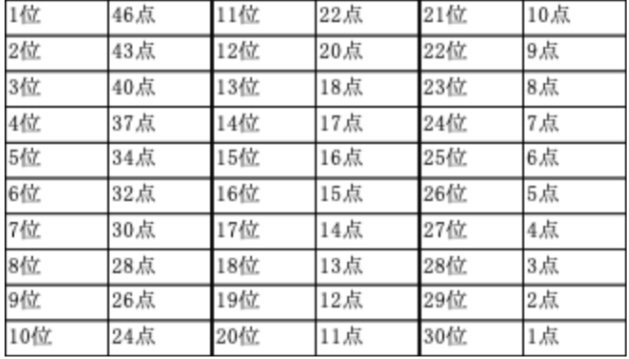 1位 46点 11位 22点 21位 10点
2位 43点 12位 20点 22位 9点
3位 40点 13位 18点 23位 8点
4位 37点 14位 17点 24位 7点
5位 34点 15位 16点 25位 6点
6位 32点 16位 15点 26位 5点
7位 30点 17位 14点 27位 4点
8位 28点 18位 13点 28位 3点
9位 26点 19位 12点 29位 2点
10位 24点 20位 11点 30位 1点